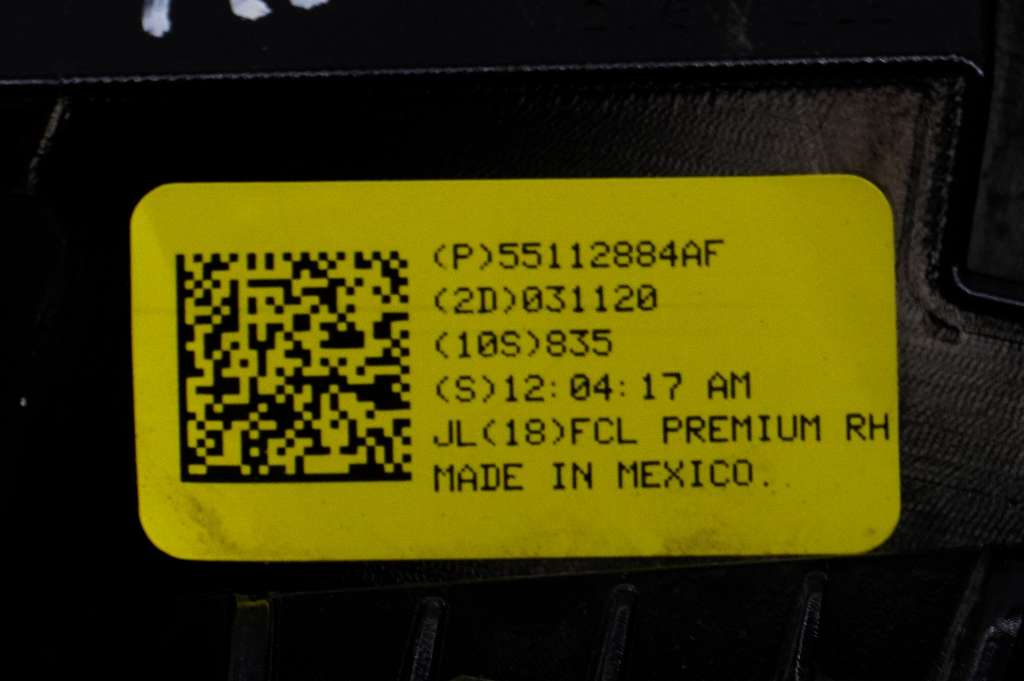 (P)55112884AF
(2D)031120
(10S)835
(S)12:04:17 AM
JL(18)FCL PREMIUM RH
MADE IN MEXICO.